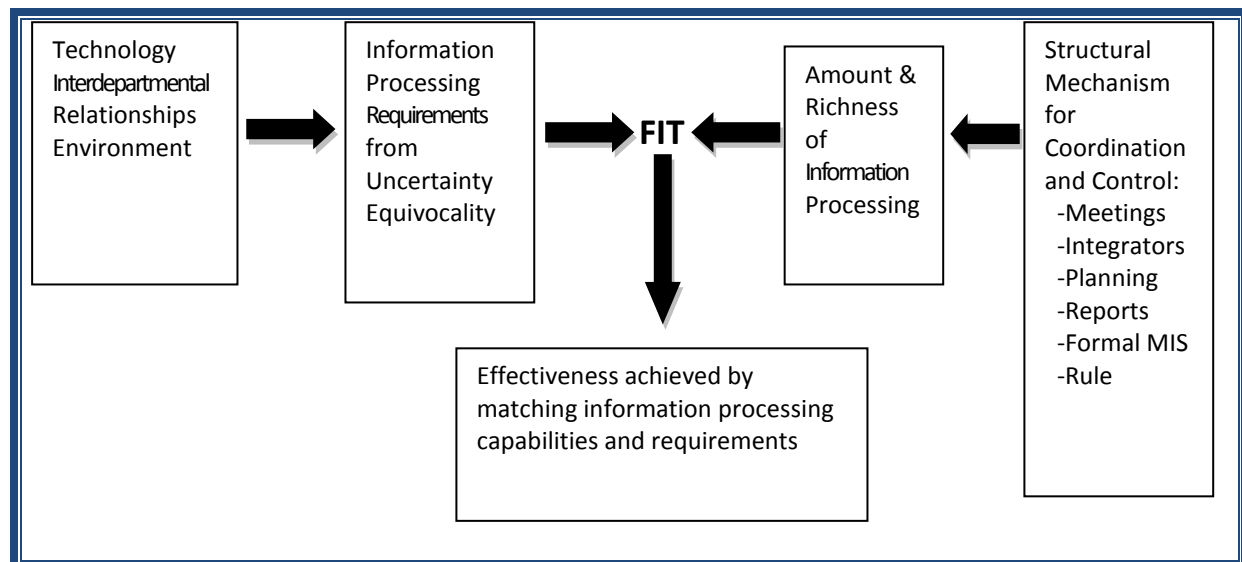 Technology
Interdepartmental
Relationships
Environment
Information
Processing
Requirements
from
Uncertainty
Equivocality
FIT
Amount &
Richness
of
Information
Processing
Structural
Mechanism
for
Coordination
and Control:
-Meetings
-Integrators
-Planning
-Reports
-Formal MIS
-Rule
Effectiveness achieved by
matching information processing
capabilities and requirements